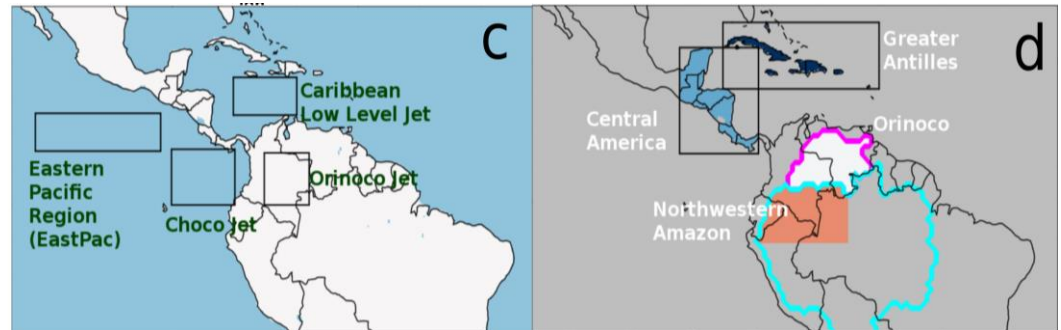 c
Caribbean
Low Level Jet
Eastern
Pacific
Region
(EastPac)
Orinoco Jet
Choco Jet
d
Greater
Antilles
Central
America
Orinoco
Northwestern
Amazon